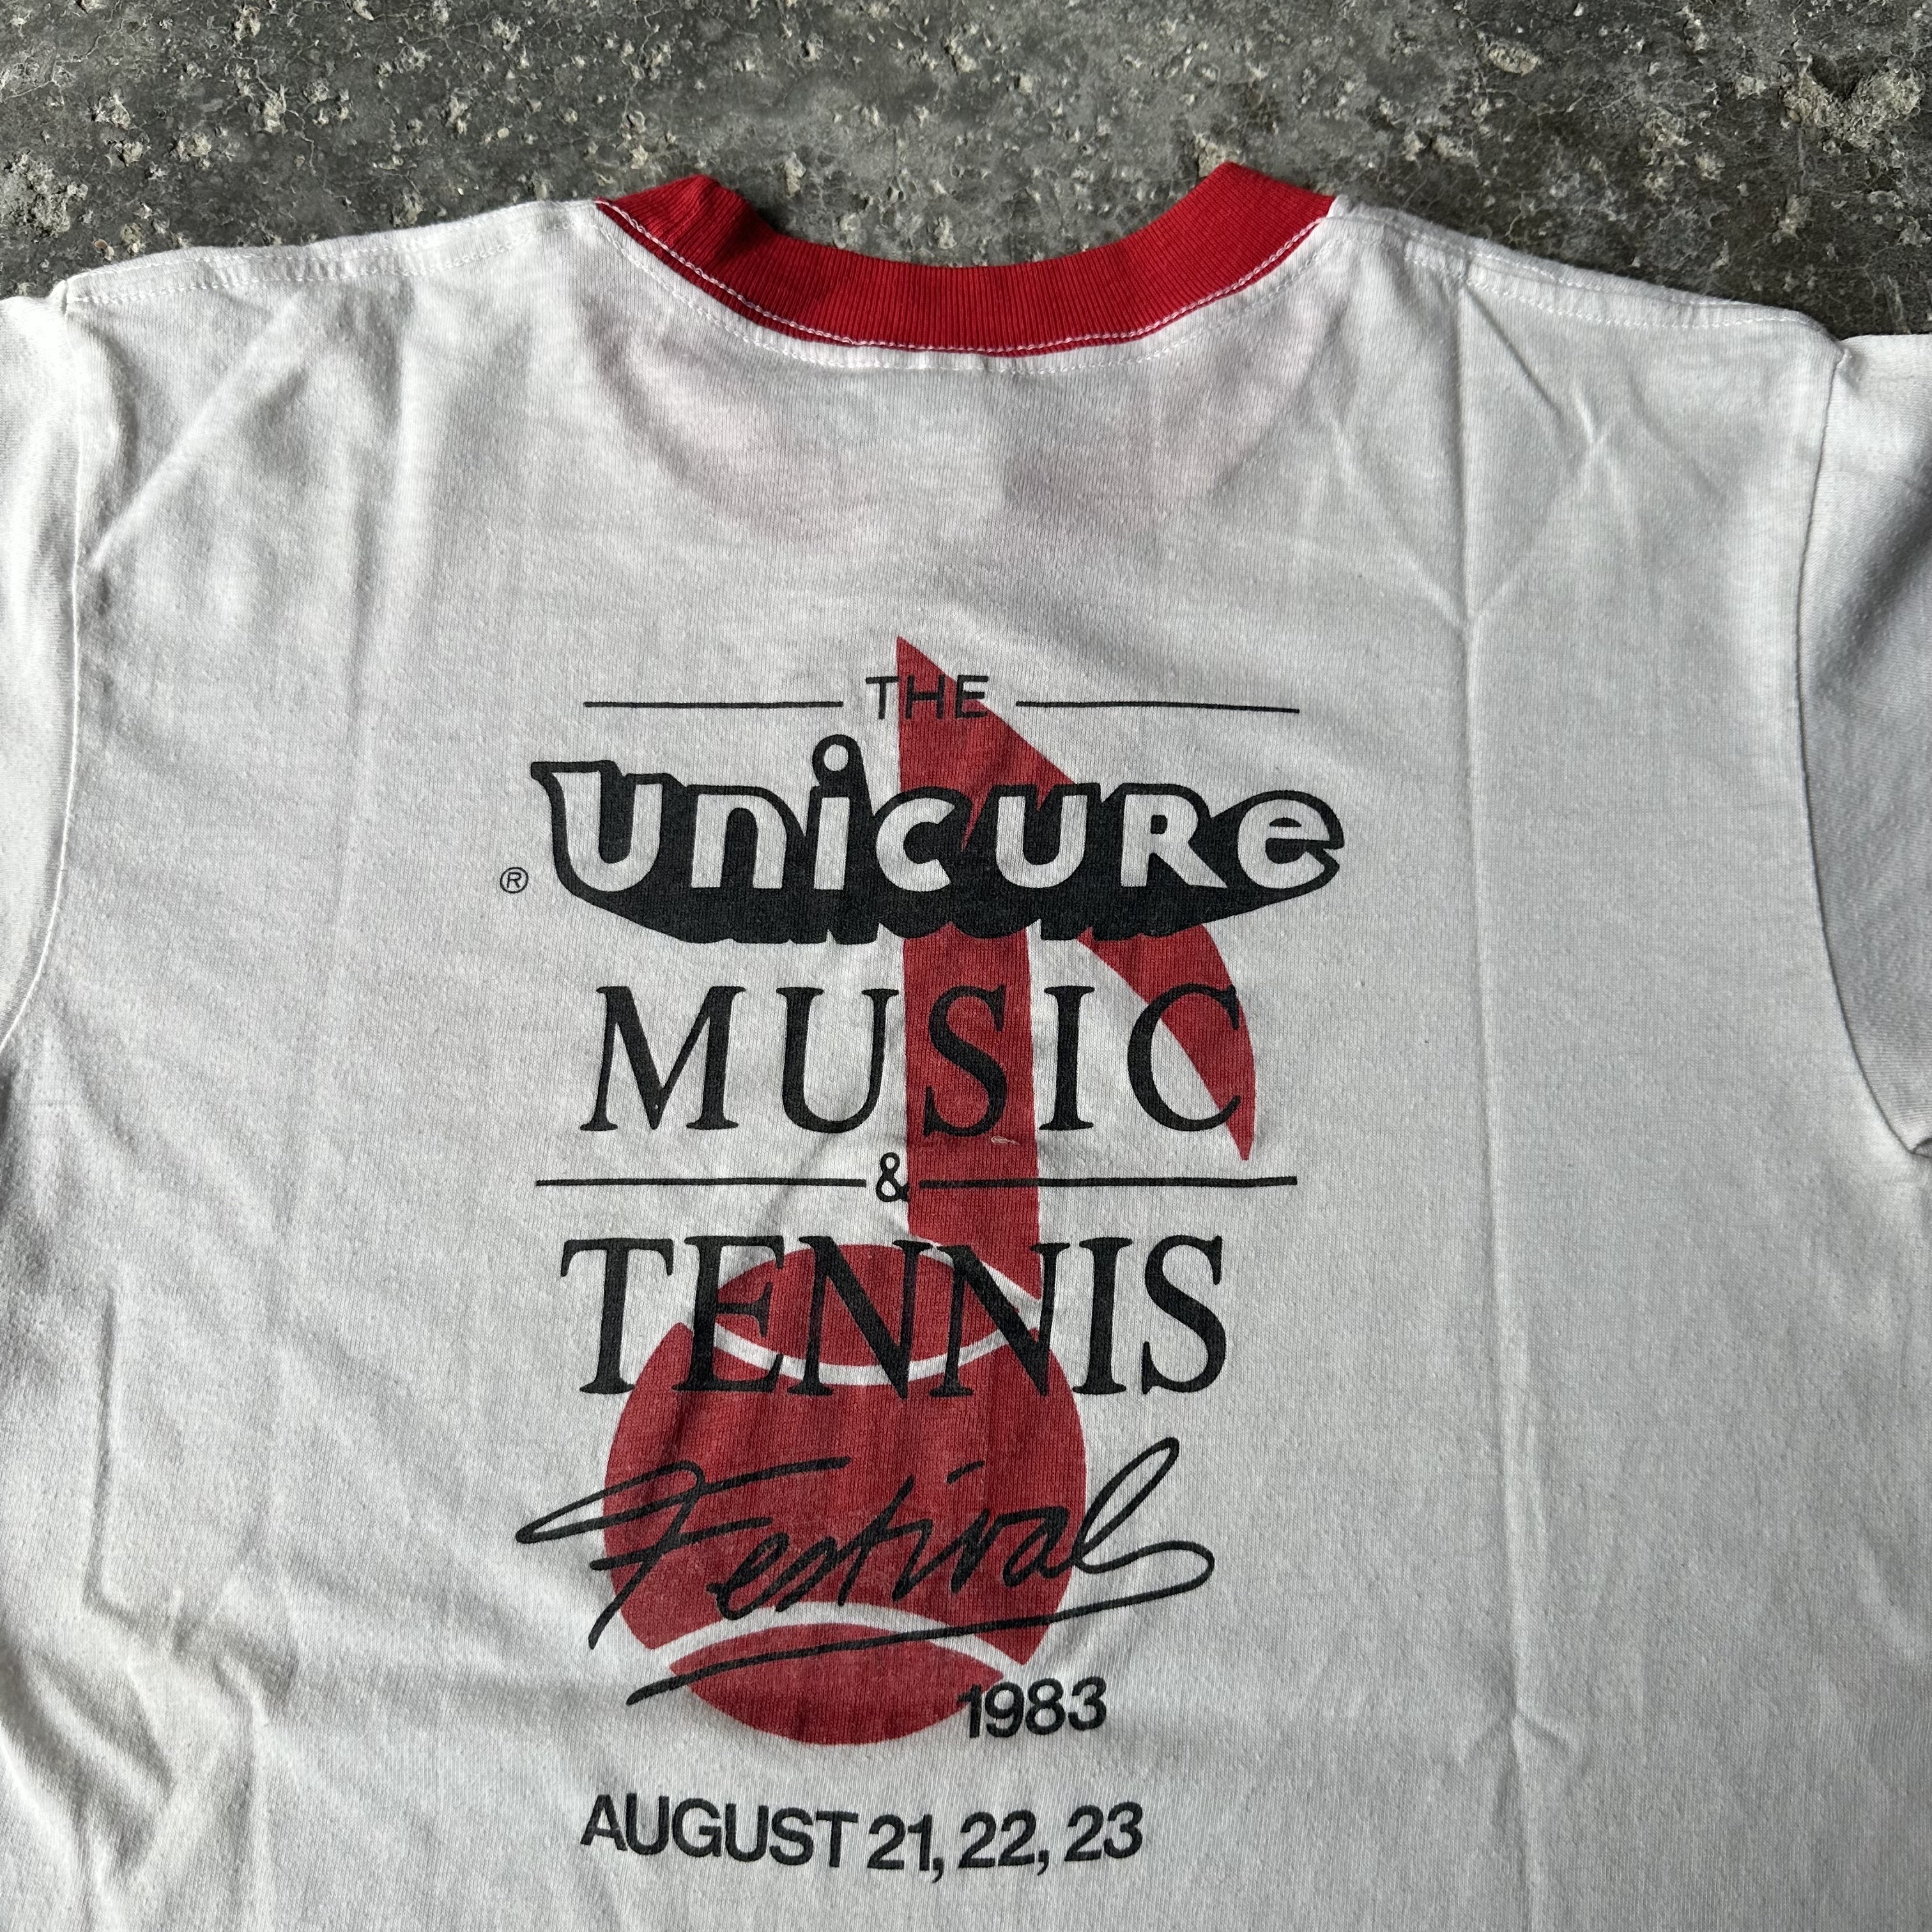 THE
unicure
®
MUSIC
&
TENNIS
Festival
1983
AUGUST 21, 22, 23